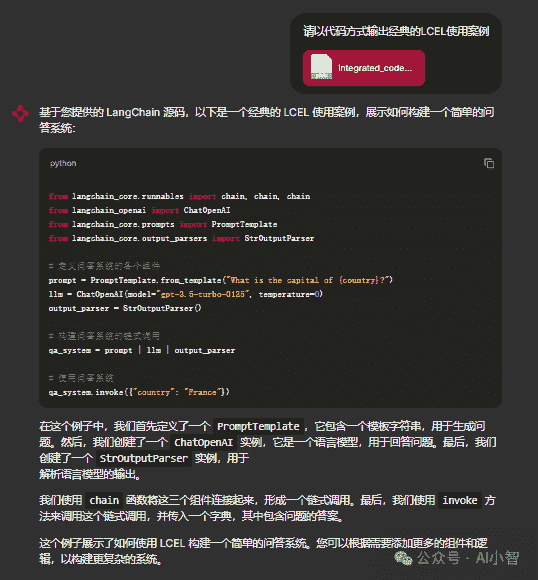 请以代码方式输出经典的LCEL使用案例
Integrated_code...
基于您提供的 LangChain 源码，以下是一个经典的 LCEL 使用案例，展示如何构建一个简单的问
答系统：
python
from langchain_core.runnables import chain, chain, chain
from langchain_openai import ChatOpenAI
from langchain_core.prompts import PromptTemplate
from langchain_core.output_parsers import StrOutputParser
# 定义问答系统的各个组件
prompt = PromptTemplate.from_template("What is the capital of {country}?")
llm = ChatOpenAI(model="gpt-3.5-turbo-0125", temperature=0)
output_parser = StrOutputParser()
# 构建问答系统的链式调用
qa_system = prompt | llm | output_parser
# 使用问答系统
qa_system.invoke({"country": "France"})
在这个例子中，我们首先定义了一个 PromptTemplate，它包含一个模板字符串，用于生成问
题。然后，我们创建了一个 ChatOpenAI 实例，它是一个语言模型，用于回答问题。最后，我们
创建了一个 StrOutputParser 实例，用于
解析语言模型的输出。
我们使用 chain 函数将这三个组件连接起来，形成一个链式调用。最后，我们使用 invoke 方
法来调用这个链式调用，并传入一个字典，其中包含问题的答案。
这个例子展示了如何使用 LCEL 构建一个简单的问答系统。您可以根据需要添加更多的组件和逻
辑，以构建更复杂的系统。
公众号 · AI小智